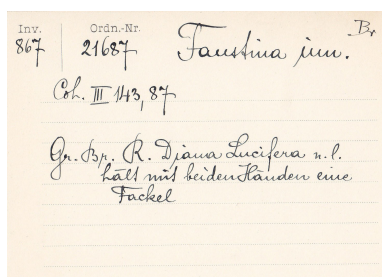 Br
Inv. Ordn.-Nr.
867 21687 Faustina iun.
Coh. III 143, 87
Gr. Br. R. Diana Lucifera n. l.
hält mit beiden Händen eine
Fackel